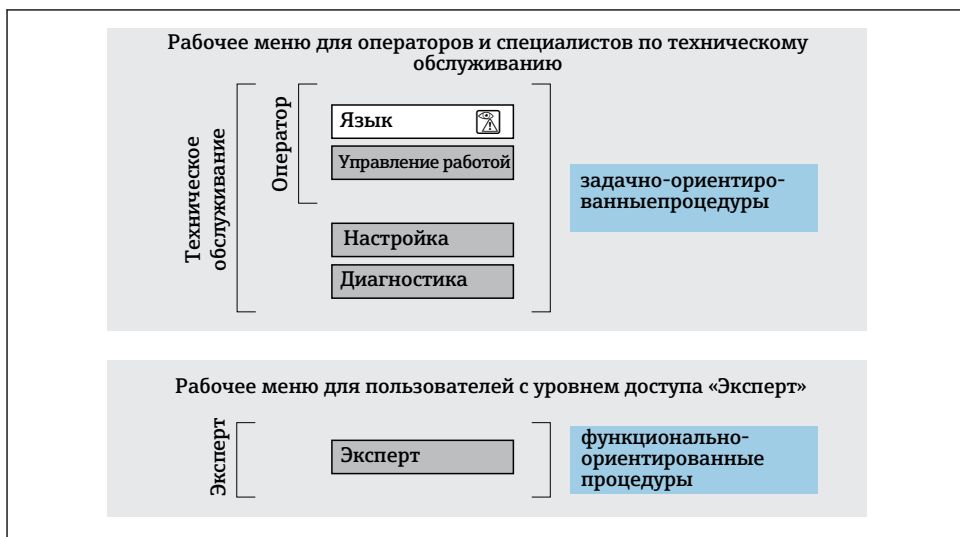 Рабочее меню для операторов и специалистов по техническому
обслуживанию
Техническое
обслуживание
Оператор
Язык
Управление работой
Настройка
Диагностика
задачно-ориентиро-
ванныепроцедуры
Рабочее меню для пользователей с уровнем доступа «Эксперт»
Эксперт
Эксперт
функционально-
ориентированные
процедуры